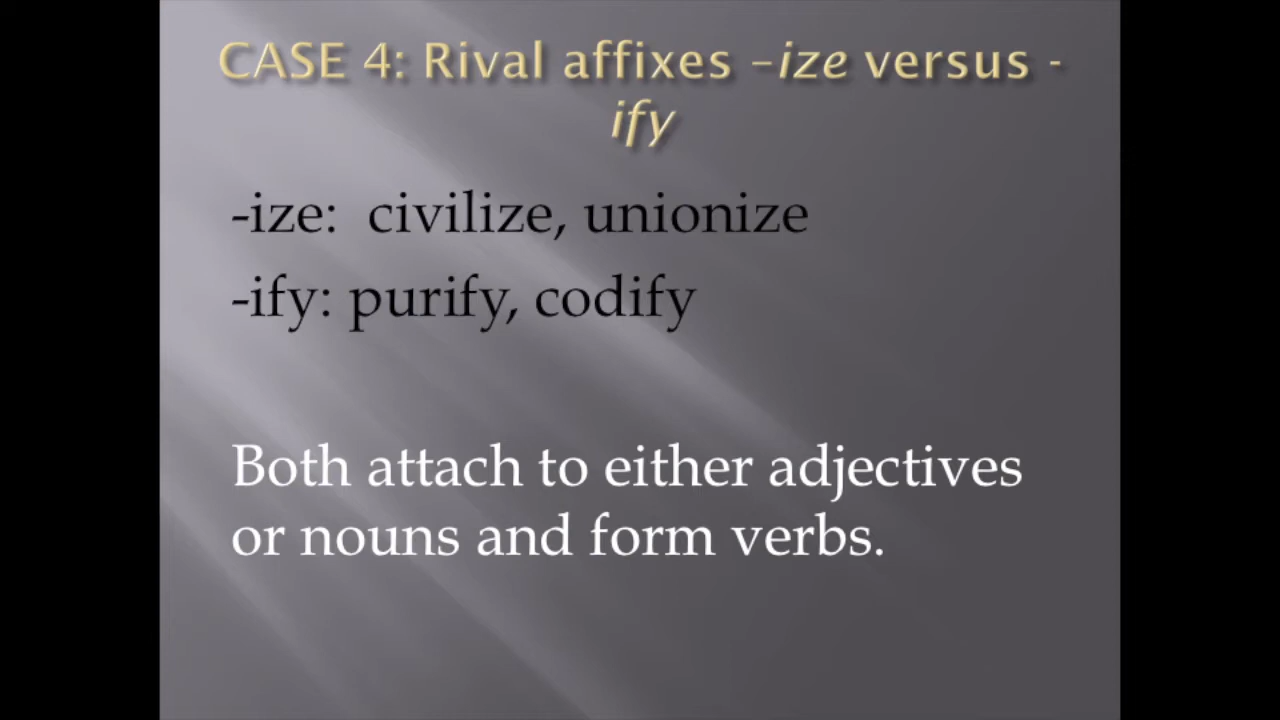 CASE 4: Rival affixes –ize versus -
ify
-ize:  civilize, unionize
-ify: purify, codify
Both attach to either adjectives
or nouns and form verbs.